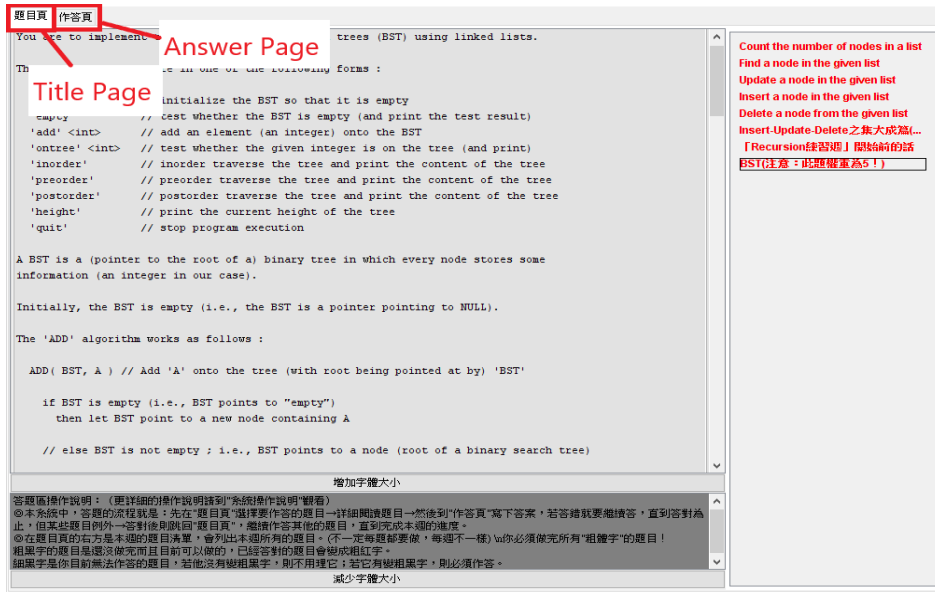 題目頁 作答頁
Answer Page
Title Page
You are to implement trees (BST) using linked lists.
Th in one of the following forms :
initialize the BST so that it is empty
'empty' // test whether the BST is empty (and print the test result)
'add' <int> // add an element (an integer) onto the BST
'ontree' <int> // test whether the given integer is on the tree (and print)
'inorder' // inorder traverse the tree and print the content of the tree
'preorder' // preorder traverse the tree and print the content of the tree
'postorder' // postorder traverse the tree and print the content of the tree
'height' // print the current height of the tree
'quit' // stop program execution
A BST is a (pointer to the root of a) binary tree in which every node stores some
information (an integer in our case).
Initially, the BST is empty (i.e., the BST is a pointer pointing to NULL).
The 'ADD' algorithm works as follows :
ADD( BST, A ) // Add 'A' onto the tree (with root being pointed at by) 'BST'
if BST is empty (i.e., BST points to "empty")
then let BST point to a new node containing A
// else BST is not empty ; i.e., BST points to a node (root of a binary search tree)
增加字體大小
答題區操作說明：（更詳細的操作說明請到"系統操作說明"觀看）
◎本系統中，答題的流程就是：先在"題目頁"選擇要作答的題目→詳細閱讀題目→然後到"作答頁"寫下答案，若答錯就要繼續答，直到答對為
止，但某些題目例外→答對後則跳回"題目頁"，繼續作答其他的題目，直到完成本週的進度。
◎在題目頁的右方是本週的題目清單，會列出本週所有的題目。(不一定每題都要做，每週不一樣) \n你必須做完所有"粗體字"的題目！
粗黑字的題目是還沒做完而且目前可以做的，已經答對的題目會變成粗紅字。
細黑字是你目前無法作答的題目，若他沒有變粗黑字，則不用理它；若它有變粗黑字，則必須作答。
減少字體大小
Count the number of nodes in a list
Find a node in the given list
Update a node in the given list
Insert a node in the given list
Delete a node from the given list
Insert-Update-Delete之集大成篇(...
「Recursion練習週」開始前的話
BST(注意：此題權重為5！)